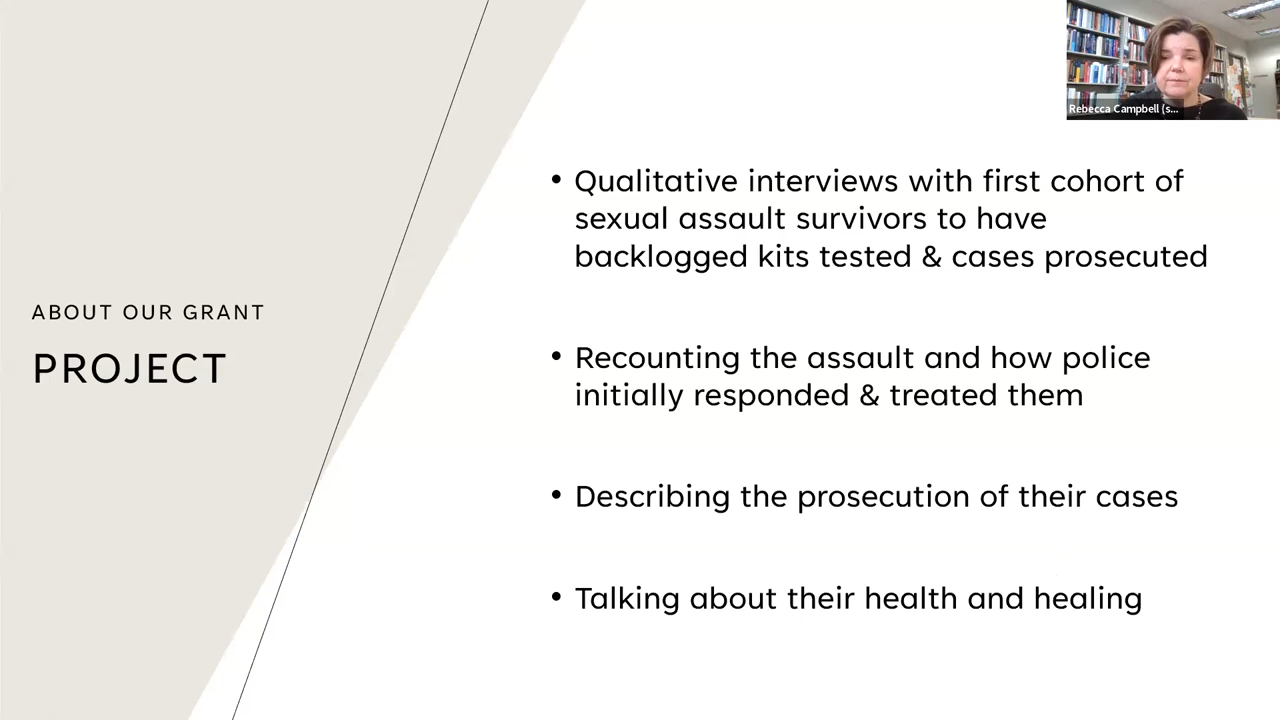 Rebecca Campbell (s...
• Qualitative interviews with first cohort of
sexual assault survivors to have
backlogged kits tested & cases prosecuted
ABOUT OUR GRANT
PROJECT
• Recounting the assault and how police
initially responded & treated them
• Describing the prosecution of their cases
• Talking about their health and healing